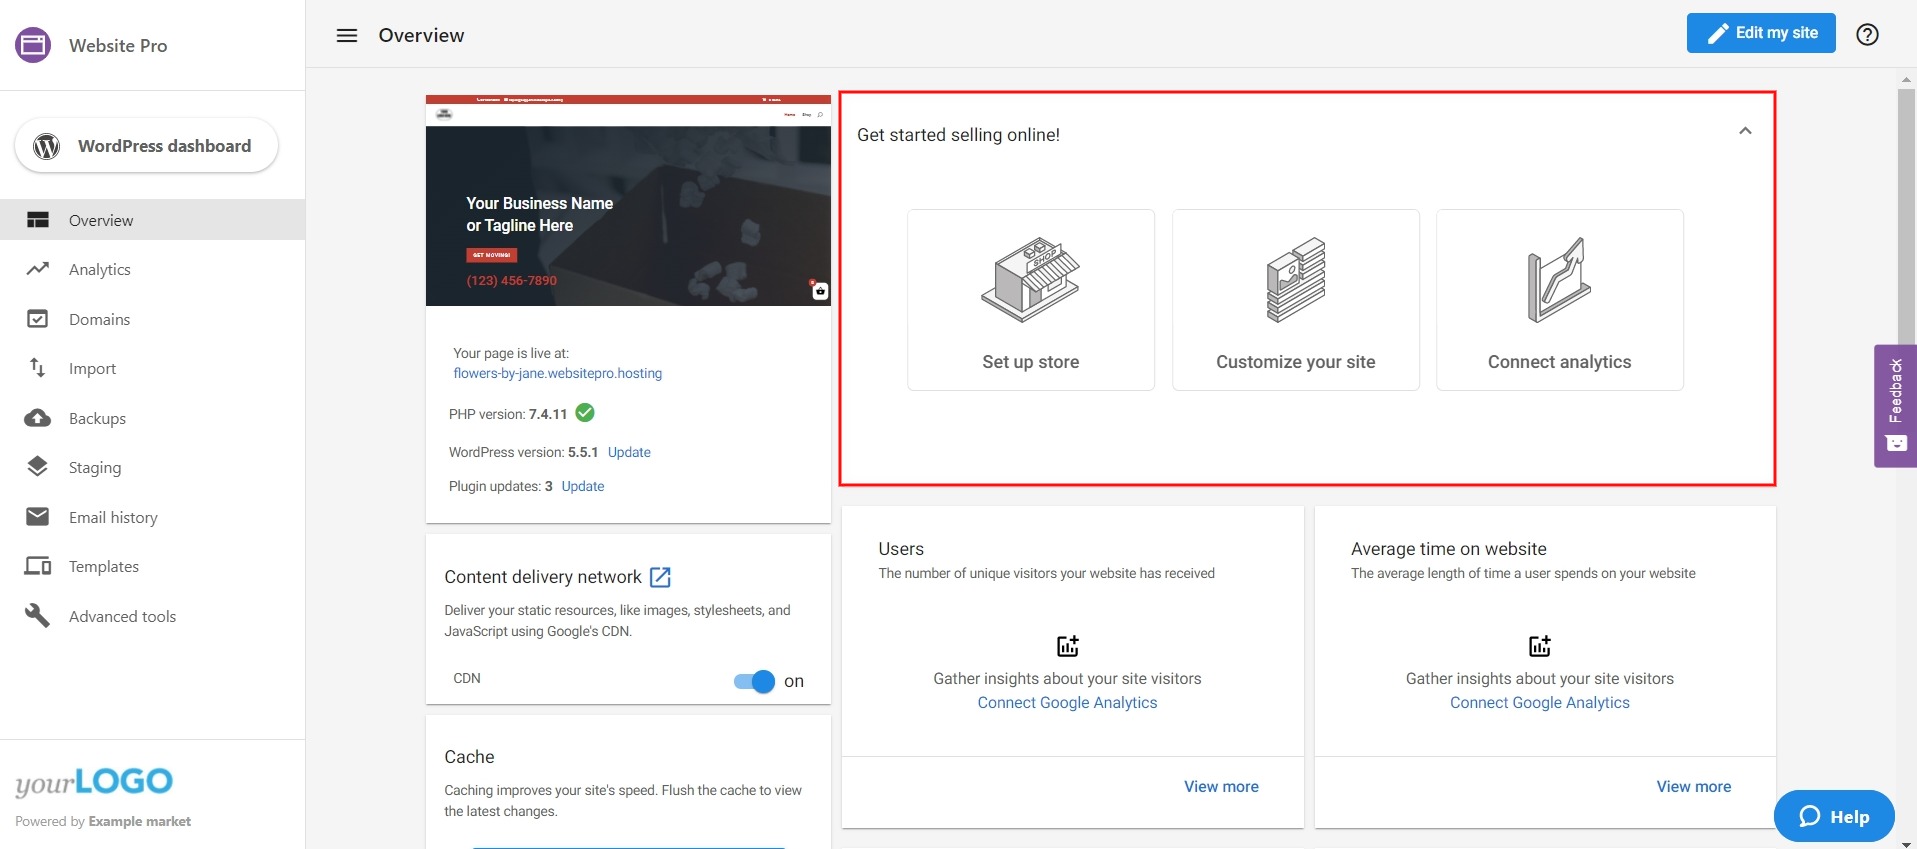 Website Pro
Overview
Edit my site
WordPress dashboard
Overview
Analytics
Domains
Import
Backups
Staging
Email history
Templates
Advanced tools
yourLOGO
Powered by Example market
Home Shop
Your Business Name
or Tagline Here
GET MOVING!
(123) 456-7890
Your page is live at:
flowers-by-jane.websitepro.hosting
PHP version: 7.4.11
WordPress version: 5.5.1 Update
Plugin updates: 3 Update
Content delivery network
Deliver your static resources, like images, stylesheets, and
JavaScript using Google's CDN.
CDN
on
Cache
Caching improves your site's speed. Flush the cache to view
the latest changes.
Get started selling online!
SHOP
Set up store
Customize your site
Connect analytics
Users
The number of unique visitors your website has received
Gather insights about your site visitors
Connect Google Analytics
View more
Average time on website
The average length of time a user spends on your website
Gather insights about your site visitors
Connect Google Analytics
View more
Feedback
Help